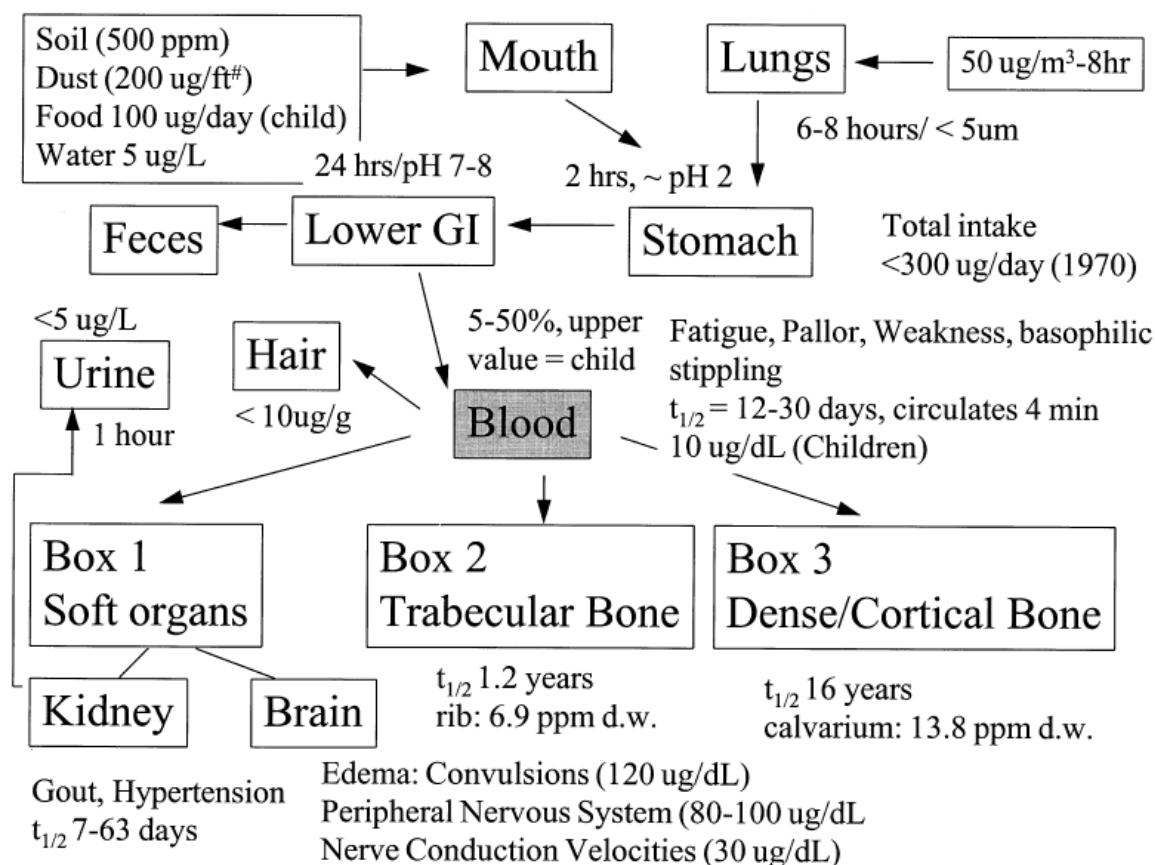 Soil (500 ppm)
Dust (200 ug/ft#)
Food 100 ug/day (child)
Water 5 ug/L
Mouth
Lungs
50 ug/m³-8hr
6-8 hours/ < 5um
24 hrs/pH 7-8
2 hrs, ~ pH 2
Feces
Lower GI
Stomach
Total intake
<300 ug/day (1970)
<5 ug/L
Urine
1 hour
Hair
< 10ug/g
5-50%, upper
value = child
Blood
Fatigue, Pallor, Weakness, basophilic
stippling
t1/2 = 12-30 days, circulates 4 min
10 ug/dL (Children)
Box 1
Soft organs
Box 2
Trabecular Bone
Box 3
Dense/Cortical Bone
Kidney
Brain
t1/2 1.2 years
rib: 6.9 ppm d.w.
t1/2 16 years
calvarium: 13.8 ppm d.w.
Gout, Hypertension
t1/2 7-63 days
Edema: Convulsions (120 ug/dL)
Peripheral Nervous System (80-100 ug/dL
Nerve Conduction Velocities (30 ug/dL)